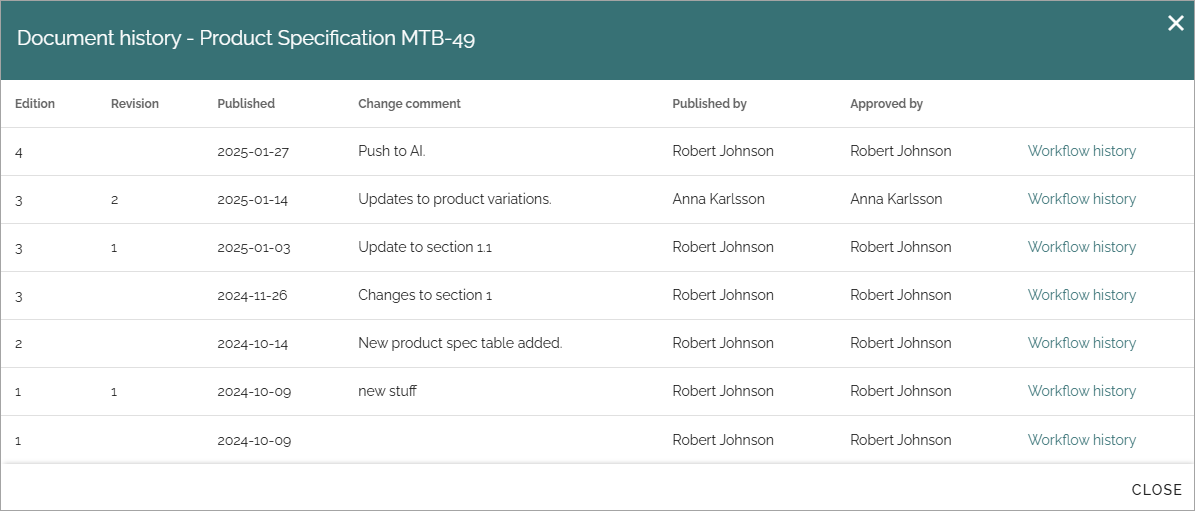 Document history - Product Specification MTB-49
Edition Revision Published Change comment Published by Approved by
4 2025-01-27 Push to AI. Robert Johnson Robert Johnson Workflow history
3 2 2025-01-14 Updates to product variations. Anna Karlsson Anna Karlsson Workflow history
3 1 2025-01-03 Update to section 1.1 Robert Johnson Robert Johnson Workflow history
3 2024-11-26 Changes to section 1 Robert Johnson Robert Johnson Workflow history
2 2024-10-14 New product spec table added. Robert Johnson Robert Johnson Workflow history
1 1 2024-10-09 new stuff Robert Johnson Robert Johnson Workflow history
1 2024-10-09 Robert Johnson Robert Johnson Workflow history
CLOSE